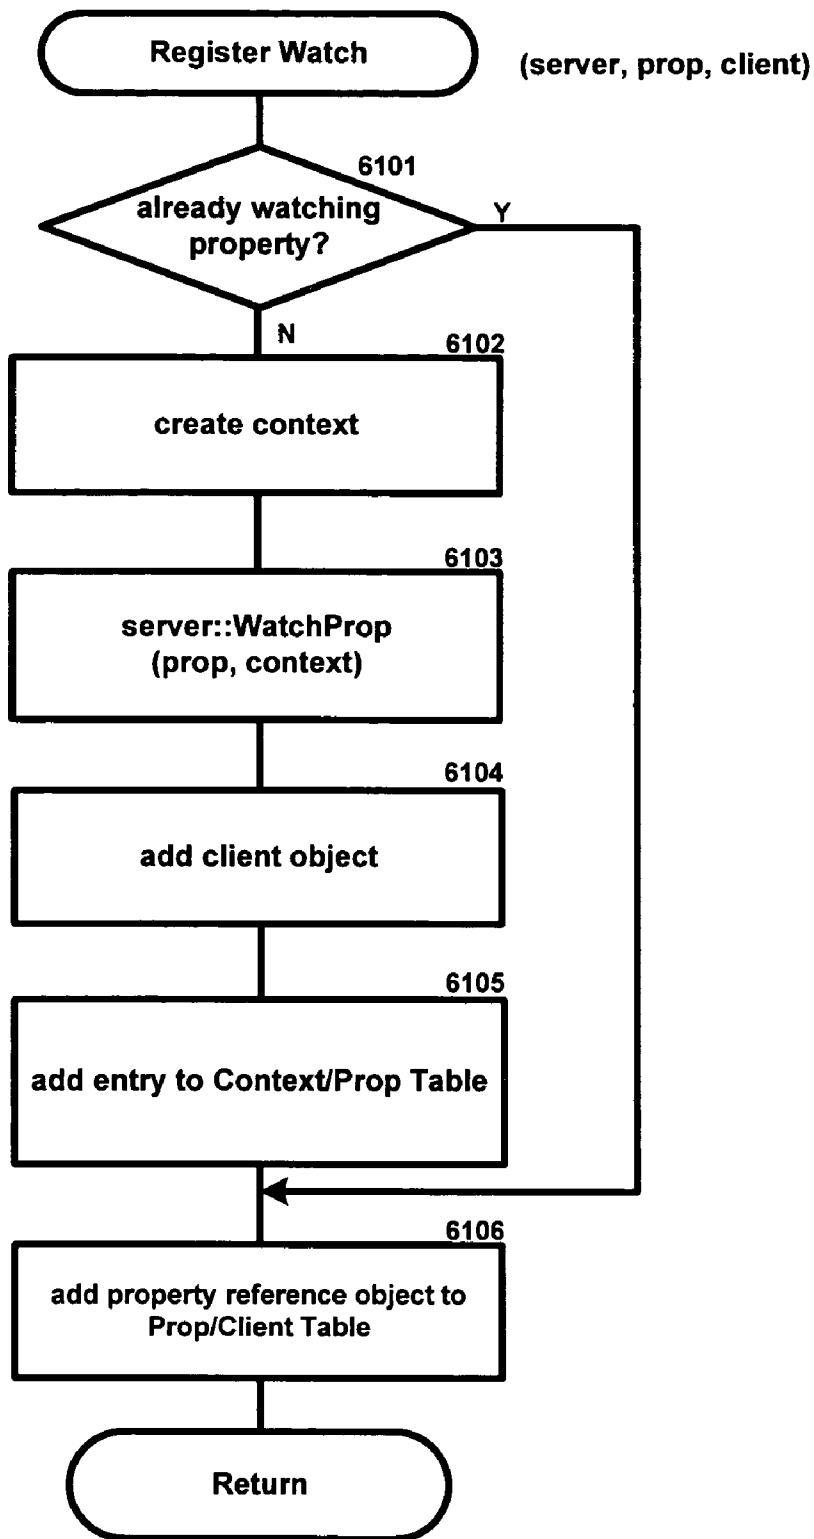 Register Watch
(server, prop, client)
6101
already watching
property?
Y
N
6102
create context
6103
server::WatchProp
(prop, context)
6104
add client object
6105
add entry to Context/Prop Table
6106
add property reference object to
Prop/Client Table
Return